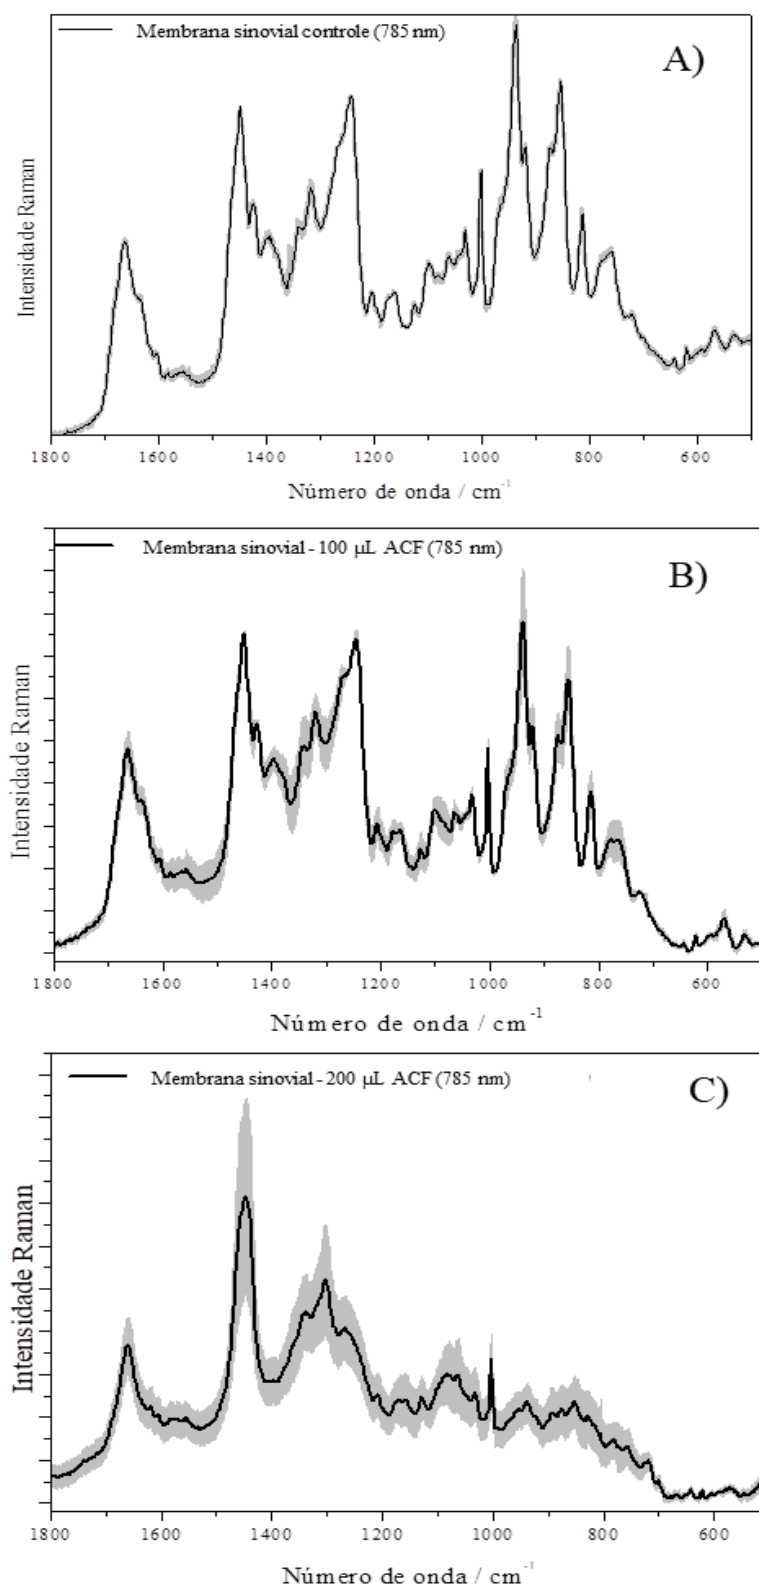 Membrana sinovial controle (785 nm)
A)
Intensidade Raman
1800 1600 1400 1200 1000 800 600
Número de onda / cm-1
Membrana sinovial - 100 µL ACF (785 nm)
B)
Intensidade Raman
1800 1600 1400 1200 1000 800 600
Número de onda / cm-1
Membrana sinovial - 200 µL ACF (785 nm)
C)
Intensidade Raman
1800 1600 1400 1200 1000 800 600
Número de onda / cm-1